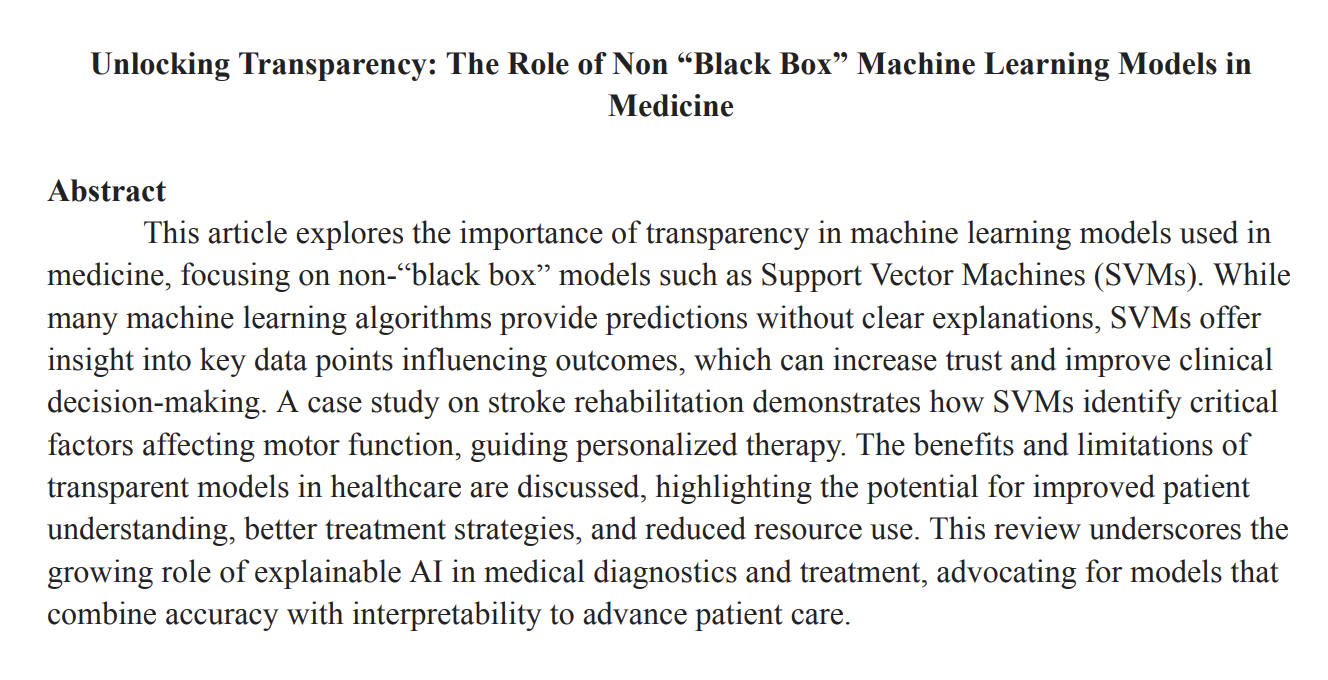 Unlocking Transparency: The Role of Non “Black Box” Machine Learning Models in
Medicine
Abstract
This article explores the importance of transparency in machine learning models used in
medicine, focusing on non-“black box” models such as Support Vector Machines (SVMs). While
many machine learning algorithms provide predictions without clear explanations, SVMs offer
insight into key data points influencing outcomes, which can increase trust and improve clinical
decision-making. A case study on stroke rehabilitation demonstrates how SVMs identify critical
factors affecting motor function, guiding personalized therapy. The benefits and limitations of
transparent models in healthcare are discussed, highlighting the potential for improved patient
understanding, better treatment strategies, and reduced resource use. This review underscores the
growing role of explainable AI in medical diagnostics and treatment, advocating for models that
combine accuracy with interpretability to advance patient care.